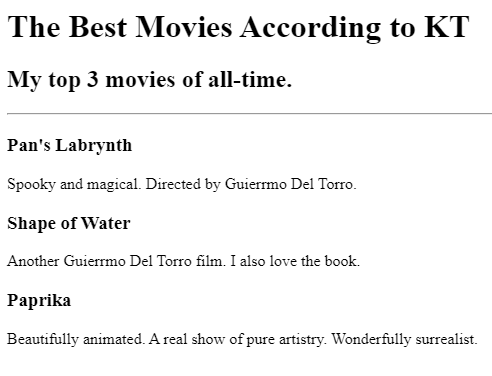 The Best Movies According to KT
My top 3 movies of all-time.
Pan's Labrynth
Spooky and magical. Directed by Guierrmo Del Torro.
Shape of Water
Another Guierrmo Del Torro film. I also love the book.
Paprika
Beautifully animated. A real show of pure artistry. Wonderfully surrealist.